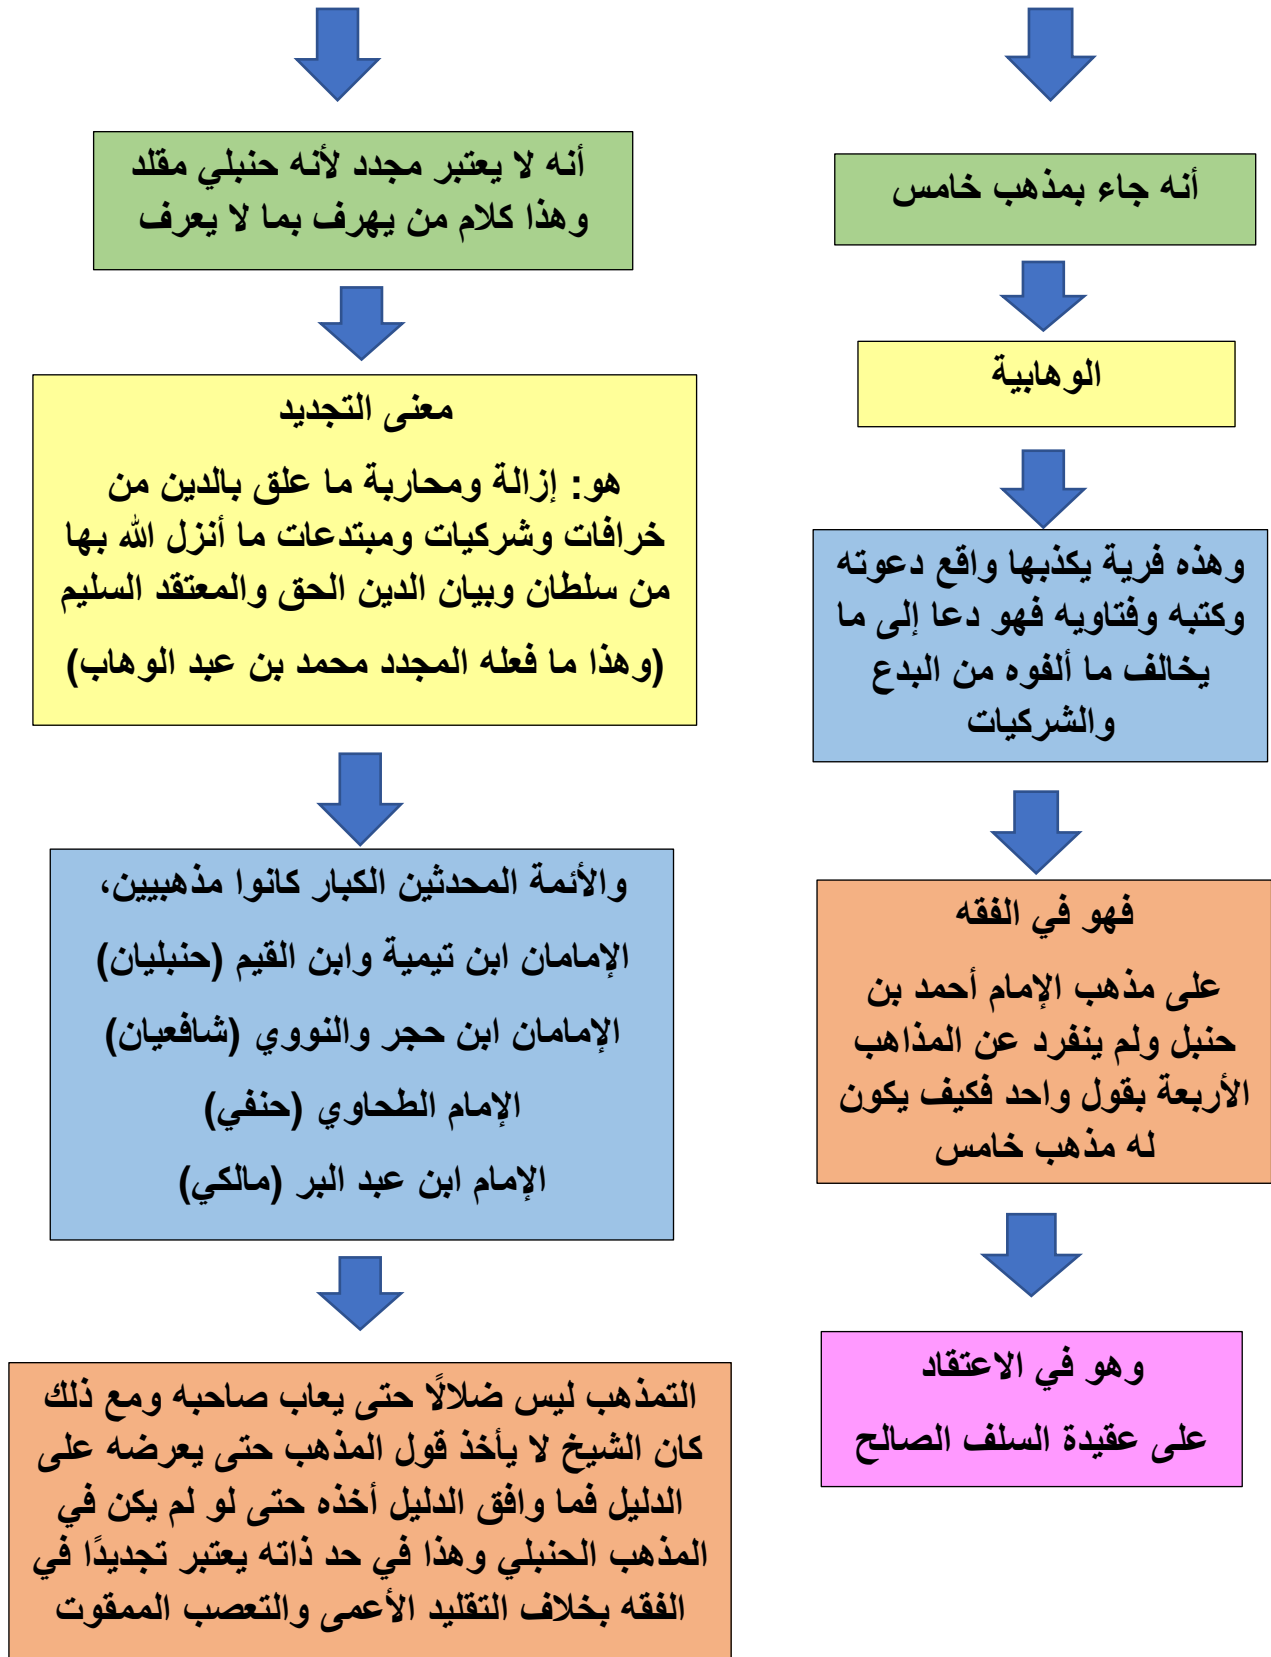 أنه جاء بمذهب خامس
الوهابية
وهذه فرية يكذبها واقع دعوته
وكتبه وفتاويه فهو دعا إلى ما
يخالف ما ألفوه من البدع
والشركيات
فهو في الفقه
على مذهب الإمام أحمد بن
حنبل ولم ينفرد عن المذاهب
الأربعة بقول واحد فكيف يكون
له مذهب خامس
وهو في الاعتقاد
على عقيدة السلف الصالح
أنه لا يعتبر مجدد لأنه حنبلي مقلد
وهذا كلام من يهرف بما لا يعرف
معنى التجديد
هو: إزالة ومحاربة ما علق بالدين من
خرافات وشركيات ومبتدعات ما أنزل الله بها
من سلطان وبيان الدين الحق والمعتقد السليم
(وهذا ما فعله المجدد محمد بن عبد الوهاب)
والأئمة المحدثين الكبار كانوا مذهبيين،
الإمامان ابن تيمية وابن القيم (حنبليان)
الإمامان ابن حجر والنووي (شافعيان)
الإمام الطحاوي (حنفي)
الإمام ابن عبد البر (مالكي)
التمذهب ليس ضلالًا حتى يعاب صاحبه ومع ذلك
كان الشيخ لا يأخذ قول المذهب حتى يعرضه على
الدليل فما وافق الدليل أخذه حتى لو لم يكن في
المذهب الحنبلي وهذا في حد ذاته يعتبر تجديدًا في
الفقه بخلاف التقليد الأعمى والتعصب الممقوت